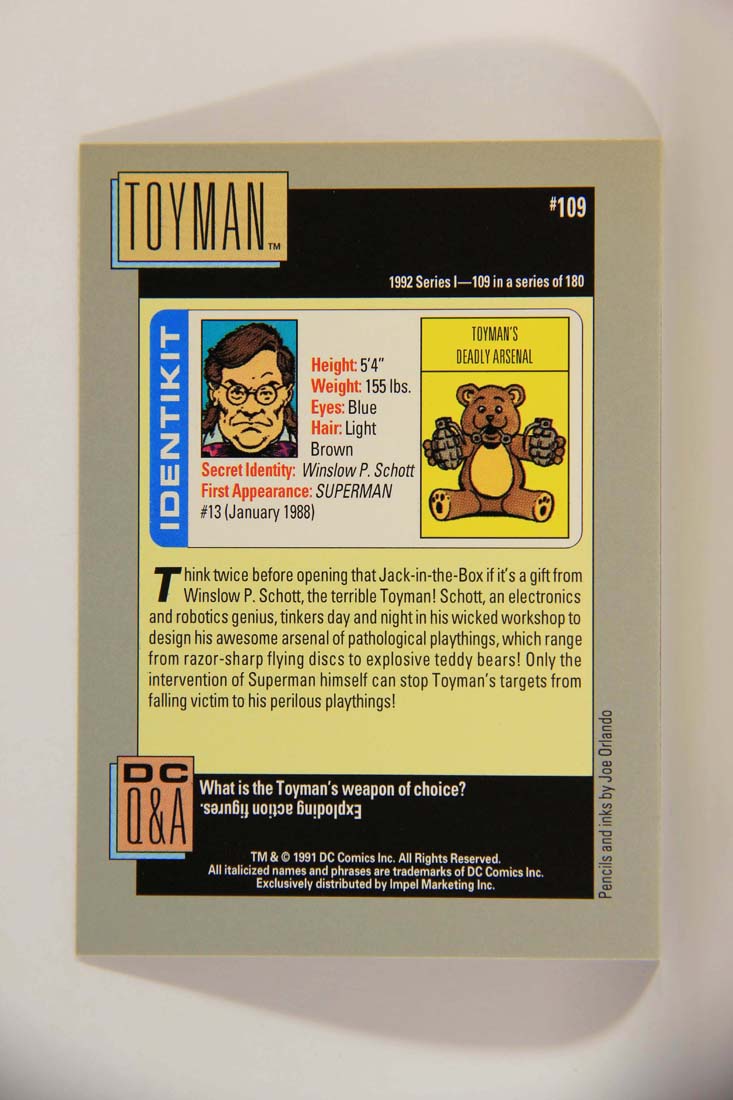 TOYMAN™
#109
1992 Series I—109 in a series of 180
IDENTIKIT
Height: 5'4"
Weight: 155 lbs.
Eyes: Blue
Hair: Light
Brown
Secret Identity: Winslow P. Schott
First Appearance: SUPERMAN
#13 (January 1988)
TOYMAN'S
DEADLY ARSENAL
Think twice before opening that Jack-in-the-Box if it's a gift from
Winslow P. Schott, the terrible Toyman! Schott, an electronics
and robotics genius, tinkers day and night in his wicked workshop to
design his awesome arsenal of pathological playthings, which range
from razor-sharp flying discs to explosive teddy bears! Only the
intervention of Superman himself can stop Toyman's targets from
falling victim to his perilous playthings!
DC
Q&A
What is the Toyman's weapon of choice?
Exploding action figures.
TM & © 1991 DC Comics Inc. All Rights Reserved.
All italicized names and phrases are trademarks of DC Comics Inc.
Exclusively distributed by Impel Marketing Inc.
Pencils and inks by Joe Orlando